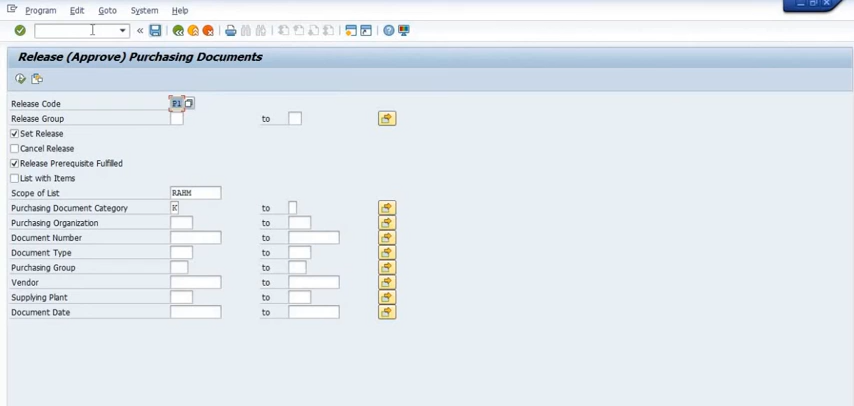 Program Edit Goto System Help
«
Release (Approve) Purchasing Documents
Release Code P1
Release Group to
Set Release
Cancel Release
Release Prerequisite Fulfilled
List with Items
Scope of List RAHM
Purchasing Document Category K to
Purchasing Organization to
Document Number to
Document Type to
Purchasing Group to
Vendor to
Supplying Plant to
Document Date to